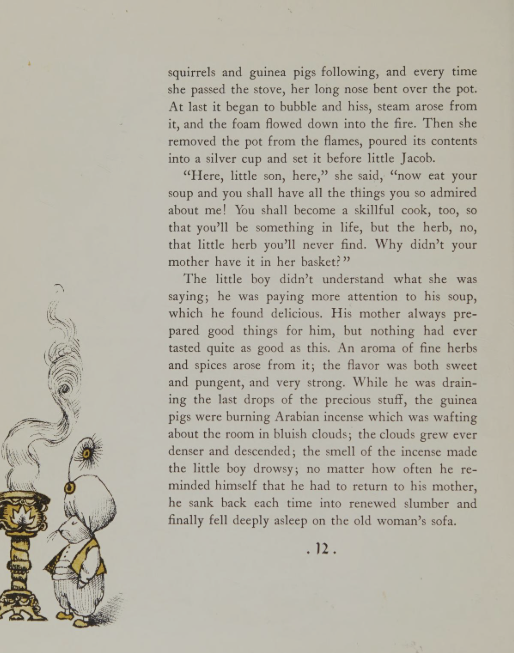 squirrels and guinea pigs following, and every time
she passed the stove, her long nose bent over the pot.
At last it began to bubble and hiss, steam arose from
it, and the foam flowed down into the fire. Then she
removed the pot from the flames, poured its contents
into a silver cup and set it before little Jacob.
“Here, little son, here,” she said, “now eat your
soup and you shall have all the things you so admired
about me! You shall become a skillful cook, too, so
that you’ll be something in life, but the herb, no,
that little herb you’ll never find. Why didn’t your
mother have it in her basket?”
The little boy didn’t understand what she was
saying; he was paying more attention to his soup,
which he found delicious. His mother always pre-
pared good things for him, but nothing had ever
tasted quite as good as this. An aroma of fine herbs
and spices arose from it; the flavor was both sweet
and pungent, and very strong. While he was drain-
ing the last drops of the precious stuff, the guinea
pigs were burning Arabian incense which was wafting
about the room in bluish clouds; the clouds grew ever
denser and descended; the smell of the incense made
the little boy drowsy; no matter how often he re-
minded himself that he had to return to his mother,
he sank back each time into renewed slumber and
finally fell deeply asleep on the old woman’s sofa.
. 12 .